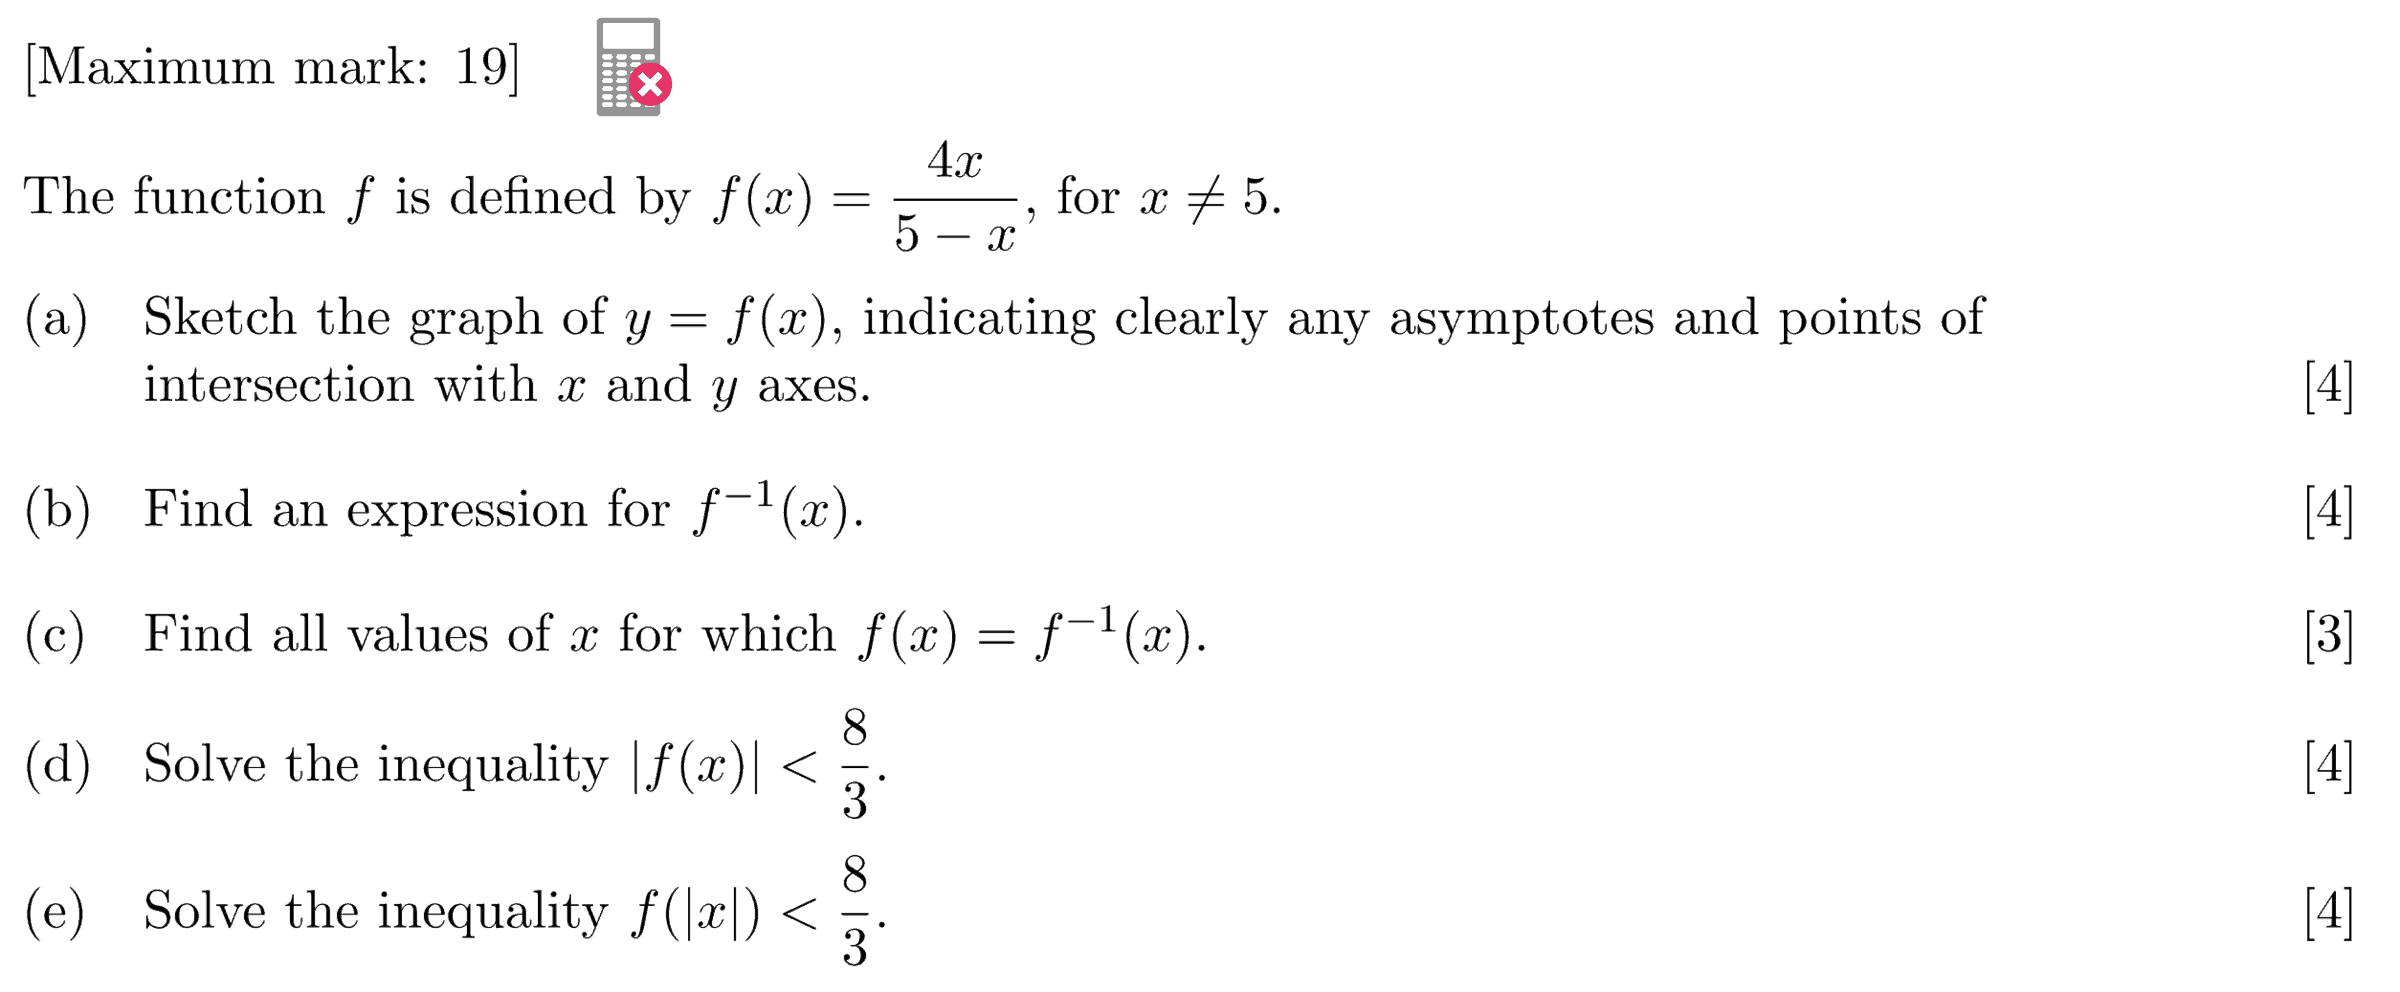 [Maximum mark: 19]
The function f is defined by f(x) = \frac{4x}{5 − x}, for x ≠ 5.
(a) Sketch the graph of y = f(x), indicating clearly any asymptotes and points of
intersection with x and y axes. [4]
(b) Find an expression for f⁻¹(x). [4]
(c) Find all values of x for which f(x) = f⁻¹(x). [3]
(d) Solve the inequality |f(x)| < \frac{8}{3}. [4]
(e) Solve the inequality f(|x|) < \frac{8}{3}. [4]